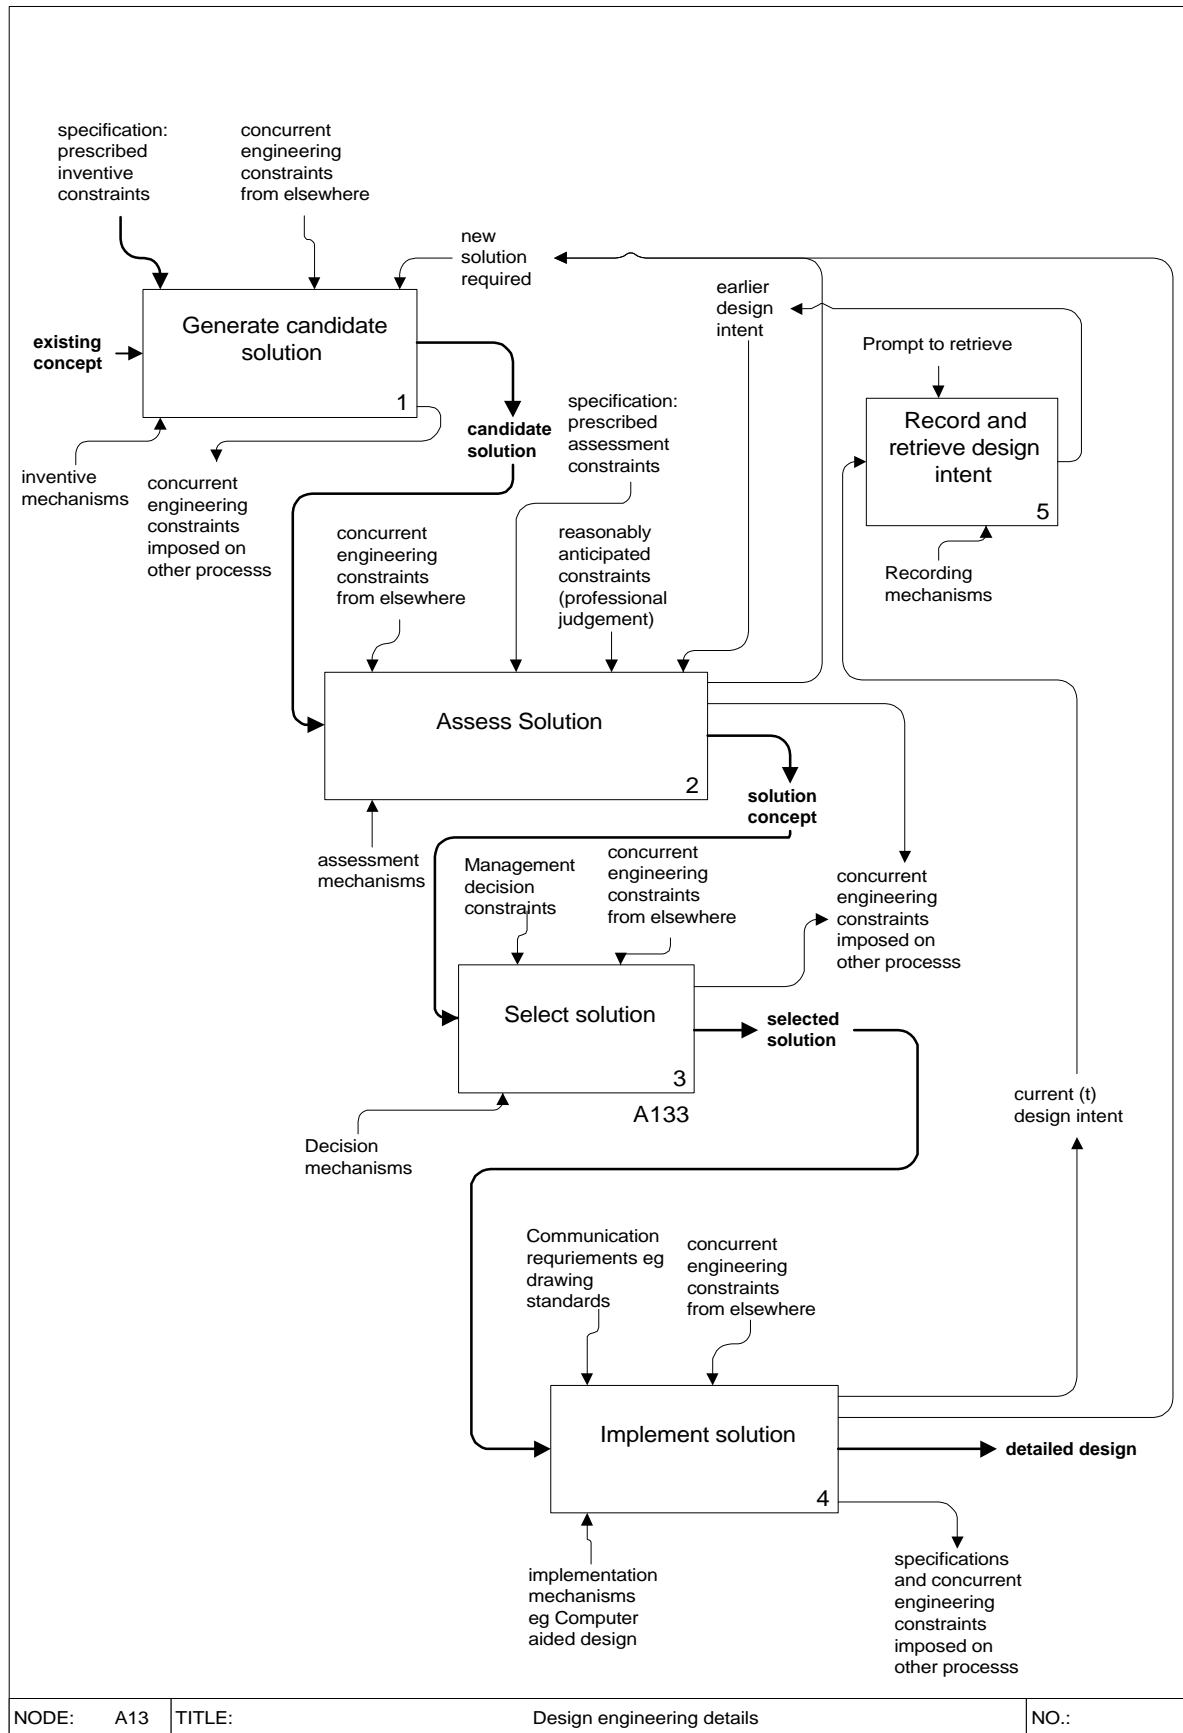 specification:
prescribed
inventive
constraints
concurrent
engineering
constraints
from elsewhere
new
solution
required
earlier
design
intent
Generate candidate
solution
1
existing
concept
Prompt to retrieve
specification:
prescribed
assessment
constraints
candidate
solution
Record and
retrieve design
intent
5
inventive
mechanisms
concurrent
engineering
constraints
imposed on
other processs
concurrent
engineering
constraints
from elsewhere
reasonably
anticipated
constraints
(professional
judgement)
Recording
mechanisms
Assess Solution
2
solution
concept
assessment
mechanisms
Management
decision
constraints
concurrent
engineering
constraints
from elsewhere
concurrent
engineering
constraints
imposed on
other processs
Select solution
3
A133
selected
solution
Decision
mechanisms
current (t)
design intent
Communication
requriements eg
drawing
standards
concurrent
engineering
constraints
from elsewhere
Implement solution
4
detailed design
implementation
mechanisms
eg Computer
aided design
specifications
and concurrent
engineering
constraints
imposed on
other processs
NODE: A13 TITLE: Design engineering details NO.: